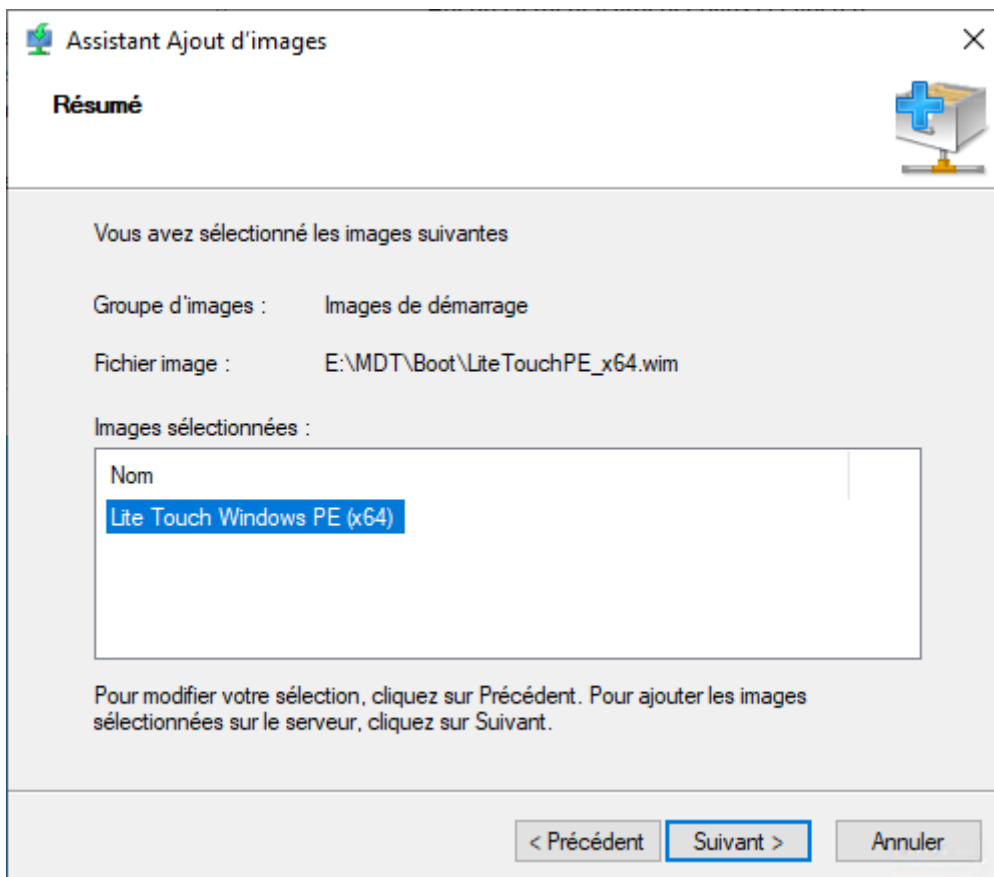 Assistant Ajout d'images
Résumé
Vous avez sélectionné les images suivantes
Groupe d'images : Images de démarrage
Fichier image : E:\MDT\Boot\LiteTouchPE_x64.wim
Images sélectionnées :
Nom
Lite Touch Windows PE (x64)
Pour modifier votre sélection, cliquez sur Précédent. Pour ajouter les images
sélectionnées sur le serveur, cliquez sur Suivant.
< Précédent Suivant > Annuler